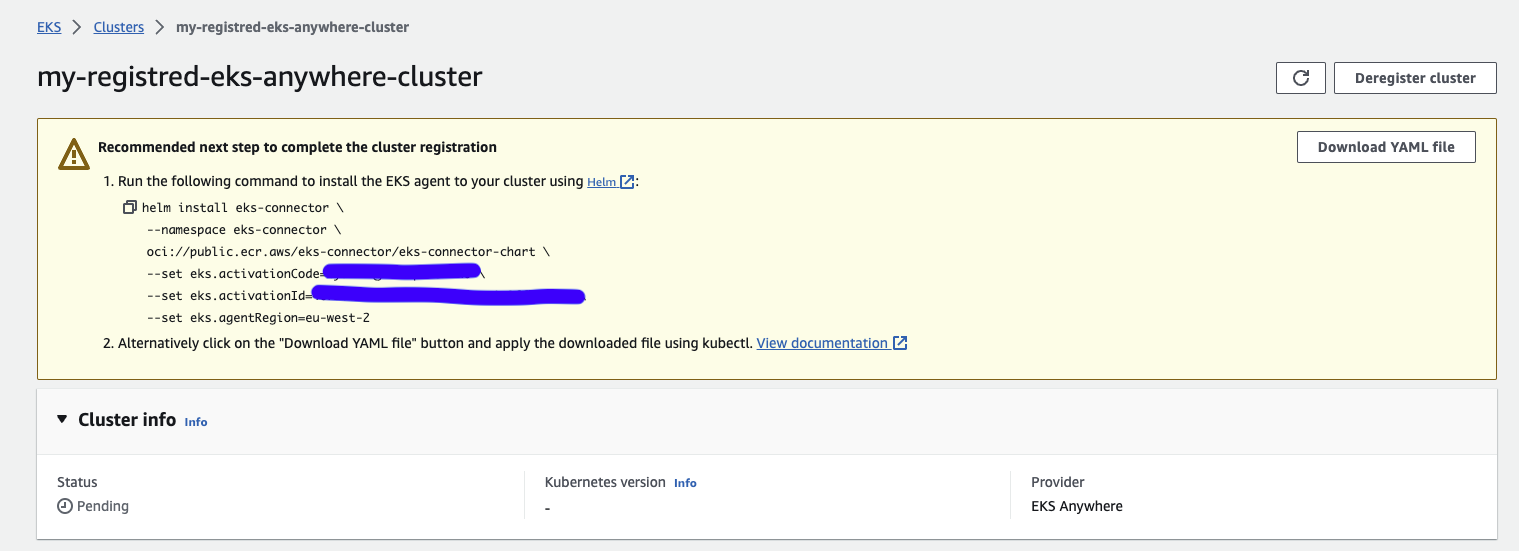 EKS > Clusters > my-registred-eks-anywhere-cluster
my-registred-eks-anywhere-cluster
Deregister cluster
Recommended next step to complete the cluster registration
Download YAML file
1. Run the following command to install the EKS agent to your cluster using Helm :
helm install eks-connector \
--namespace eks-connector \
oci://public.ecr.aws/eks-connector/eks-connector-chart \
--set eks.activationCode= \
--set eks.activationId=
--set eks.agentRegion=eu-west-2
2. Alternatively click on the "Download YAML file" button and apply the downloaded file using kubectl. View documentation
Cluster info Info
Status
Pending
Kubernetes version Info
-
Provider
EKS Anywhere